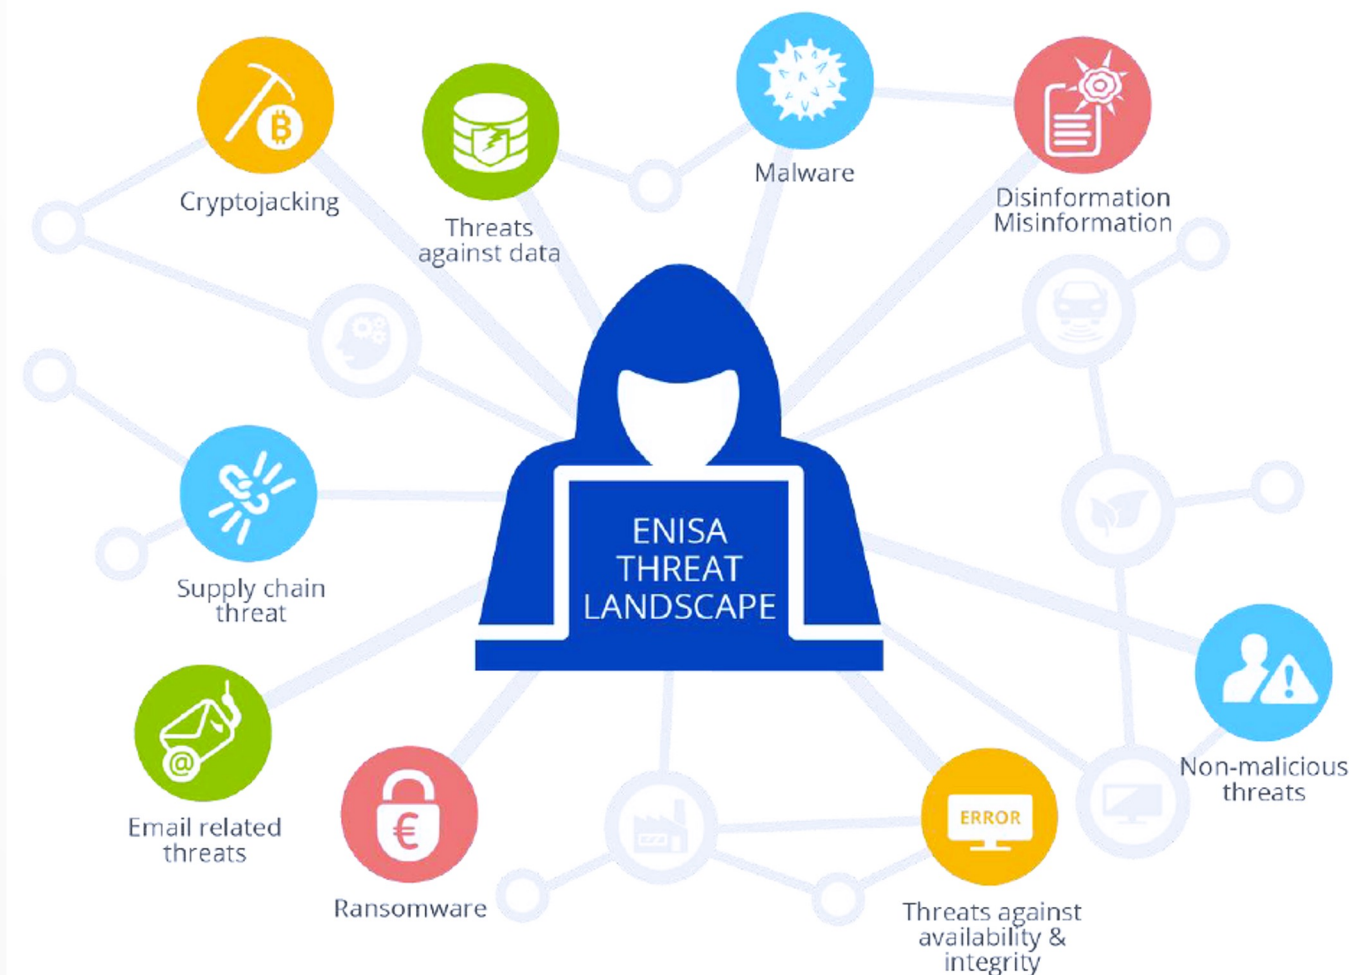 Cryptojacking
Threats
against data
Malware
Disinformation
Misinformation
ENISA
THREAT
LANDSCAPE
Supply chain
threat
@
Email related
threats
€
Ransomware
ERROR
Threats against
availability &
integrity
!
Non-malicious
threats